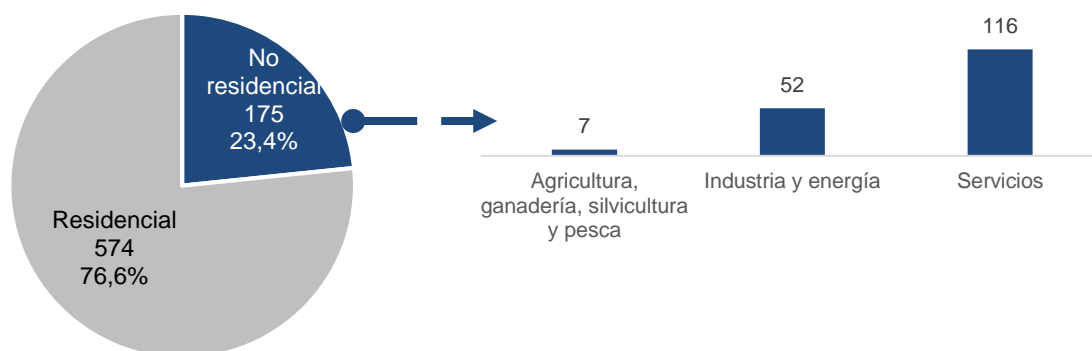 No
residencial
175
23,4%
Residencial
574
76,6%
7
52
116
Agricultura,
ganadería, silvicultura
y pesca
Industria y energía
Servicios